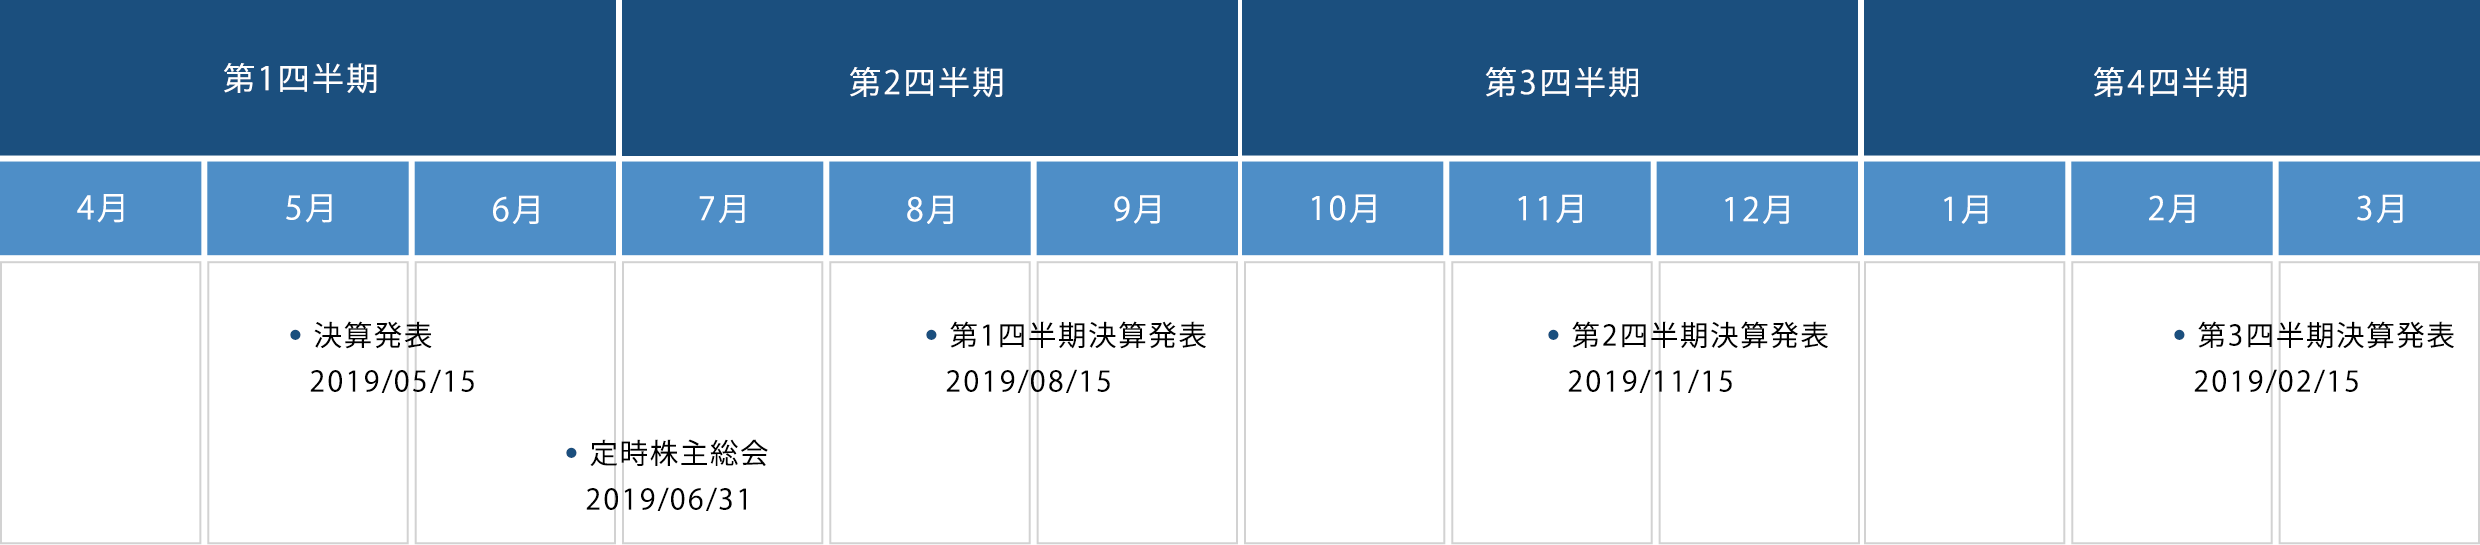 第1四半期
第2四半期
第3四半期
第4四半期
4月
5月
6月
7月
8月
9月
10月
11月
12月
1月
2月
3月
• 決算発表
2019/05/15
• 第1四半期決算発表
2019/08/15
• 第2四半期決算発表
2019/11/15
• 第3四半期決算発表
2019/02/15
• 定時株主総会
2019/06/31